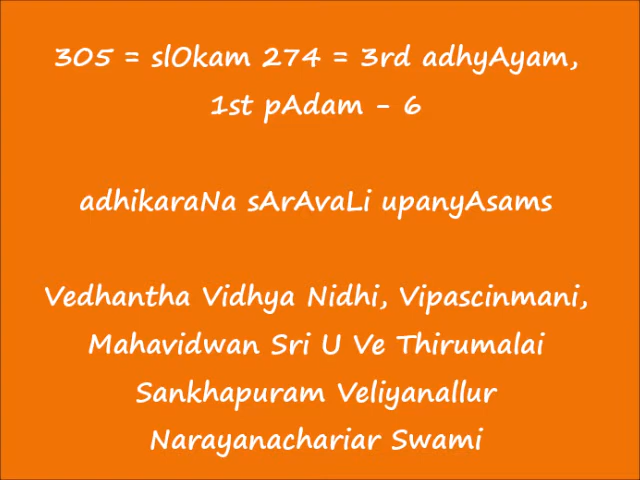 305 = slOkam 274 = 3rd adhyAyam,
1st pAdam - 6
adhikaraNa sArAvaLi upanyAsams
Vedhantha Vidhya Nidhi, Vipascinmani,
Mahavidwan Sri U Ve Thirumalai
Sankhapuram Veliyanallur
Narayanachariar Swami